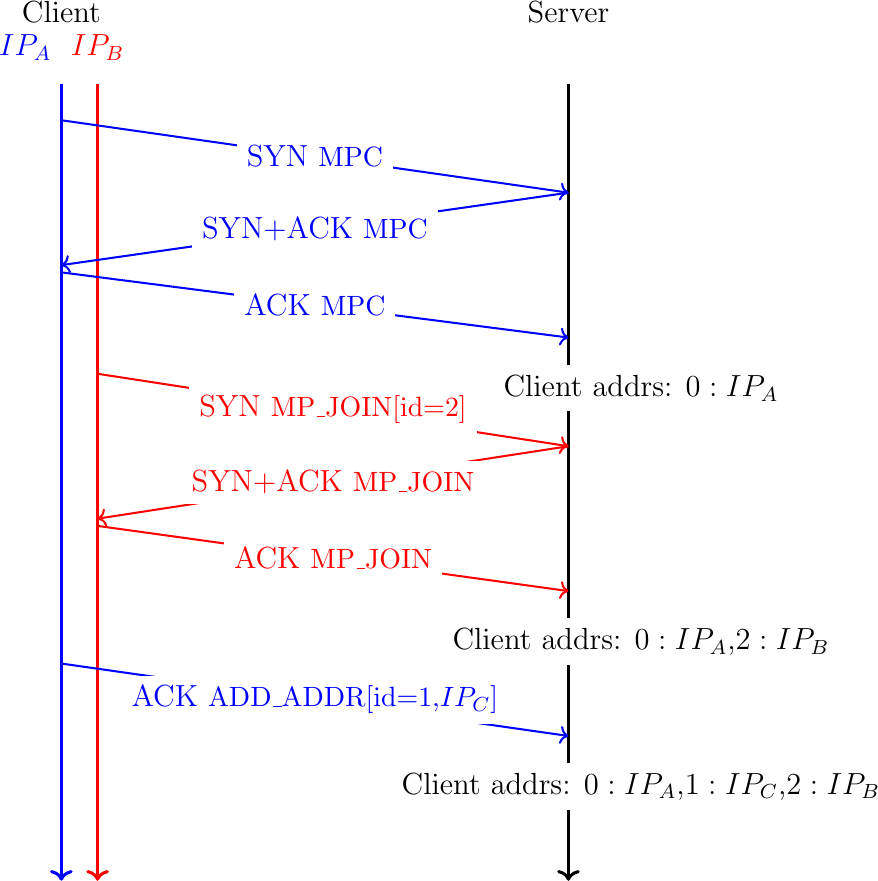 Client Server
IP_A IP_B
SYN MPC
SYN+ACK MPC
ACK MPC
Client addrs: 0 : IP_A
SYN MP_JOIN[id=2]
SYN+ACK MP_JOIN
ACK MP_JOIN
Client addrs: 0 : IP_A,2 : IP_B
ACK ADD_ADDR[id=1,IP_C]
Client addrs: 0 : IP_A,1 : IP_C,2 : IP_B